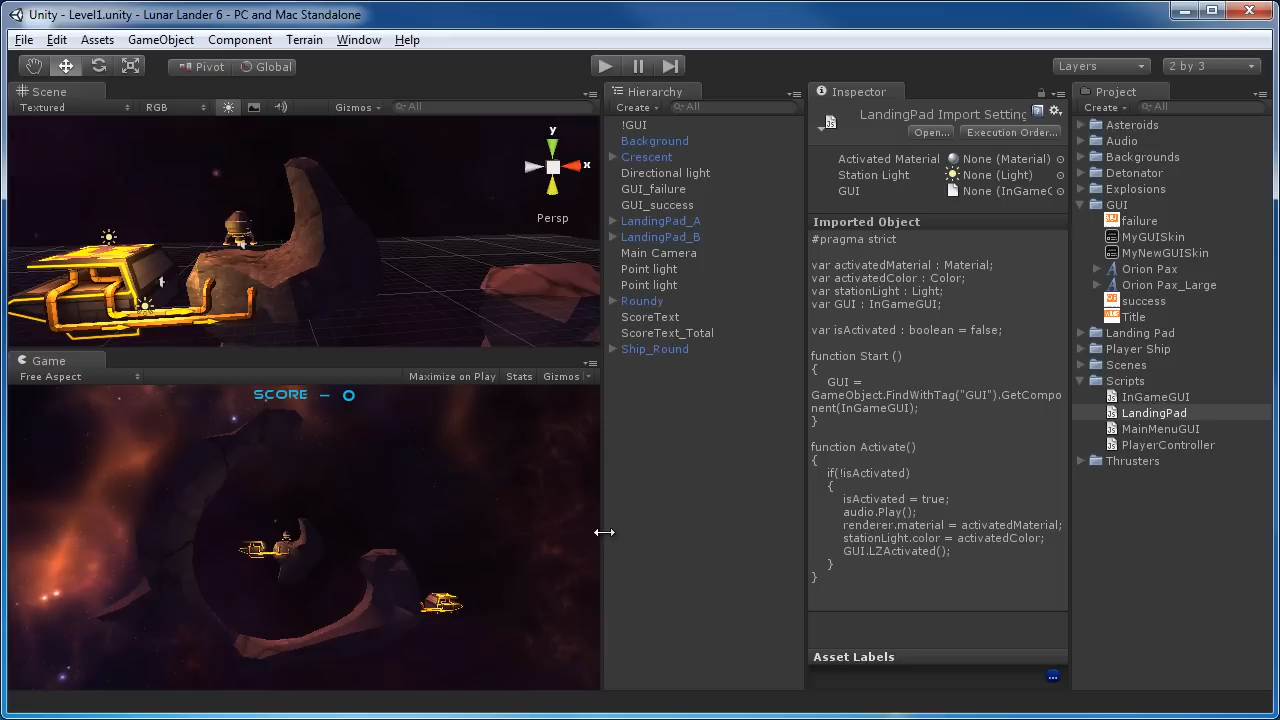 Unity - Level1.unity - Lunar Lander 6 - PC and Mac Standalone
File Edit Assets GameObject Component Terrain Window Help
Pivot Global Layers 2 by 3
Scene
Textured RGB Gizmos All
y
x
Persp
Game
Free Aspect Maximize on Play Stats Gizmos
SCORE - 0
Hierarchy
Create All
!GUI
Background
Crescent
Directional light
GUI_failure
GUI_success
LandingPad_A
LandingPad_B
Main Camera
Point light
Point light
Roundy
ScoreText
ScoreText_Total
Ship_Round
Inspector
LandingPad Import Setting
Open... Execution Order...
Activated Material None (Material)
Station Light None (Light)
GUI None (InGameG
Imported Object
#pragma strict
var activatedMaterial : Material;
var activatedColor : Color;
var stationLight : Light;
var GUI : InGameGUI;
var isActivated : boolean = false;
function Start ()
{
GUI =
GameObject.FindWithTag("GUI").GetCompo
nent(InGameGUI);
}
function Activate()
{
if(!isActivated)
{
isActivated = true;
audio.Play();
renderer.material = activatedMaterial;
stationLight.color = activatedColor;
GUI.LZActivated();
}
}
Asset Labels
...
Project
Create All
Asteroids
Audio
Backgrounds
Detonator
Explosions
GUI
failure
MyGUISkin
MyNewGUISkin
Orion Pax
Orion Pax_Large
success
Title
Landing Pad
Player Ship
Scenes
Scripts
InGameGUI
LandingPad
MainMenuGUI
PlayerController
Thrusters